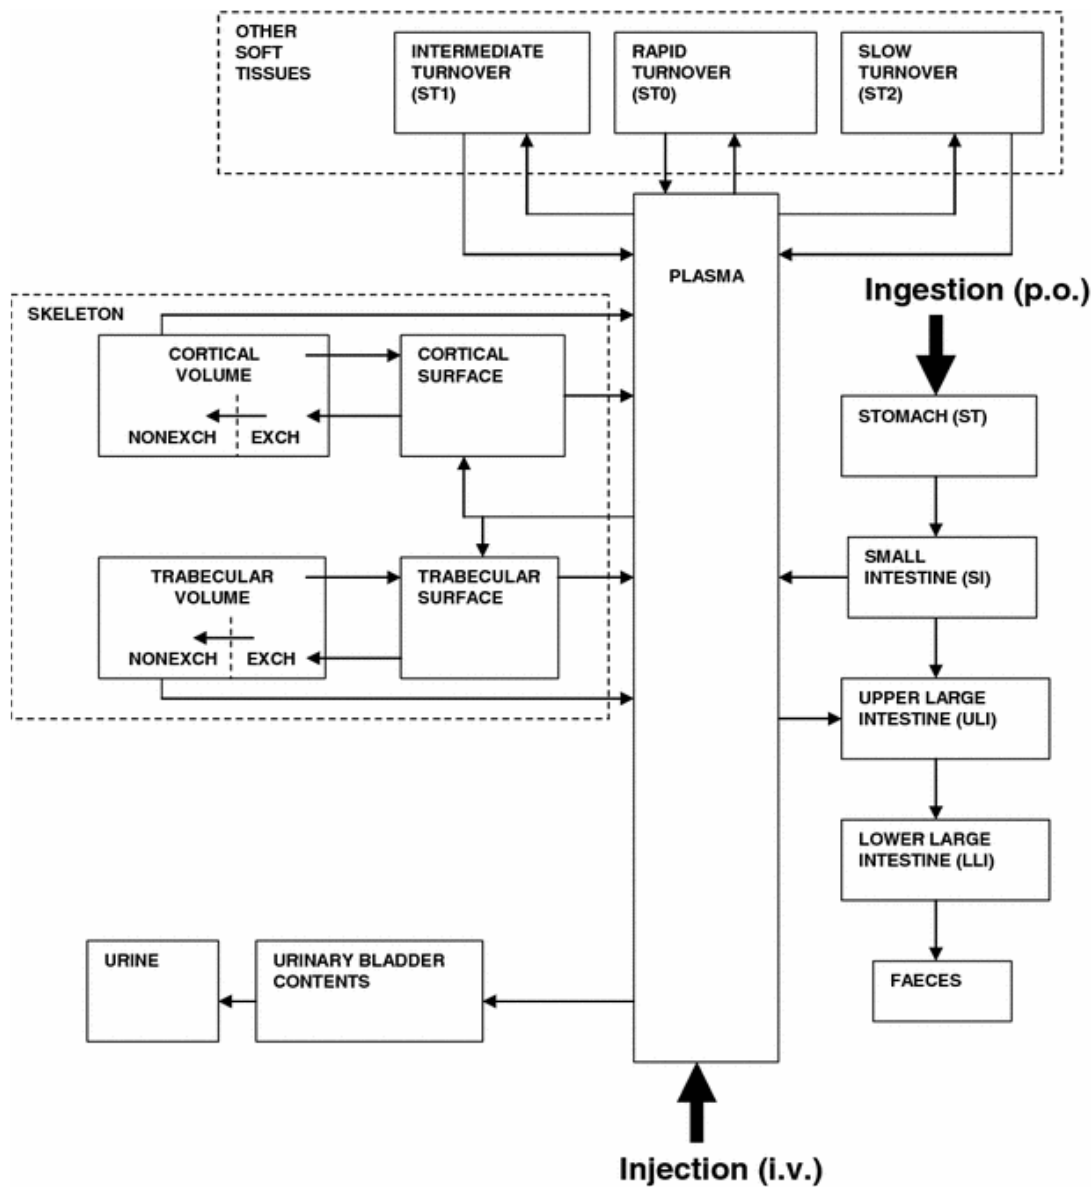 OTHER
SOFT
TISSUES
INTERMEDIATE
TURNOVER
(ST1)
RAPID
TURNOVER
(ST0)
SLOW
TURNOVER
(ST2)
PLASMA
Ingestion (p.o.)
SKELETON
CORTICAL
VOLUME
NONEXCH
EXCH
CORTICAL
SURFACE
STOMACH (ST)
TRABECULAR
VOLUME
NONEXCH
EXCH
TRABECULAR
SURFACE
SMALL
INTESTINE (SI)
UPPER LARGE
INTESTINE (ULI)
LOWER LARGE
INTESTINE (LLI)
URINE
URINARY BLADDER
CONTENTS
FAECES
Injection (i.v.)